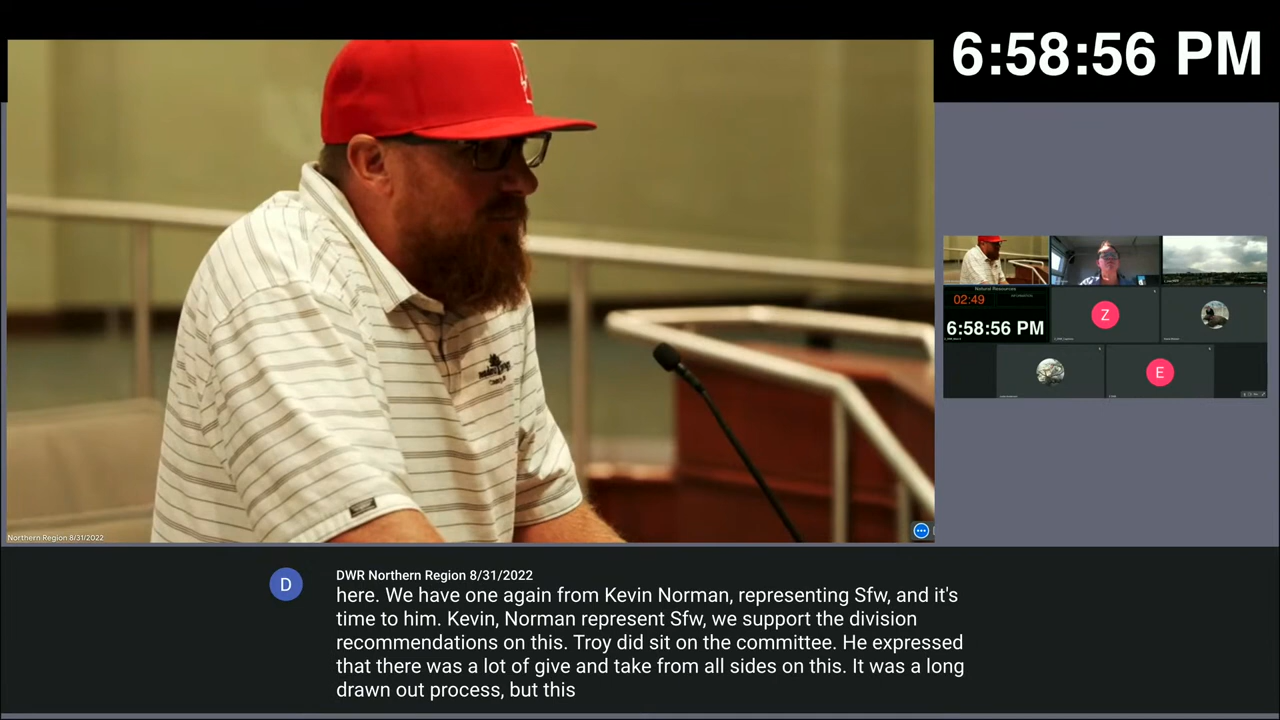 6:58:56 PM
Natural Resources
02:49
6:58:56 PM
Z
E
Northern Region 8/31/2022
D
DWR Northern Region 8/31/2022
here. We have one again from Kevin Norman, representing Sfw, and it's
time to him. Kevin, Norman represent Sfw, we support the division
recommendations on this. Troy did sit on the committee. He expressed
that there was a lot of give and take from all sides on this. It was a long
drawn out process, but this